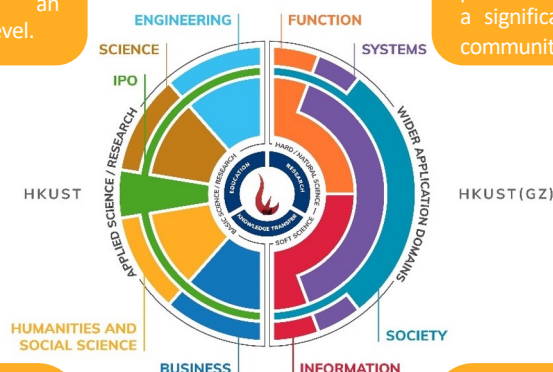 an
evel.
a significa
communit
ENGINEERING
FUNCTION
SCIENCE
SYSTEMS
IPO
APPLIED SCIENCE / RESEARCH
BASIC SCIENCE / RESEARCH
EDUCATION
RESEARCH
KNOWLEDGE TRANSFER
HARD / NATURAL SCIENCE
SOFT SCIENCE
WIDER APPLICATION DOMAINS
HKUST
HKUST(GZ)
HUMANITIES AND
SOCIAL SCIENCE
SOCIETY
BUSINESS
INFORMATION